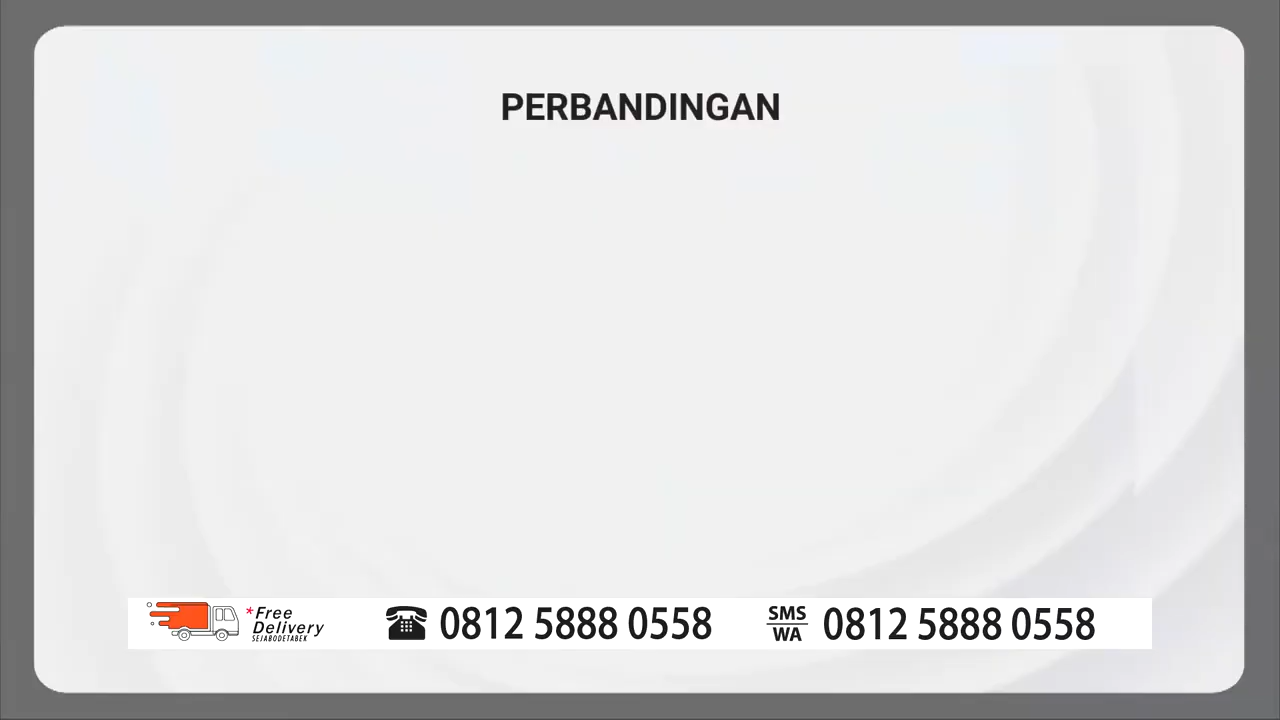 PERBANDINGAN
*Free
Delivery
SEJABODETABEK
0812 5888 0558
SMS
WA
0812 5888 0558